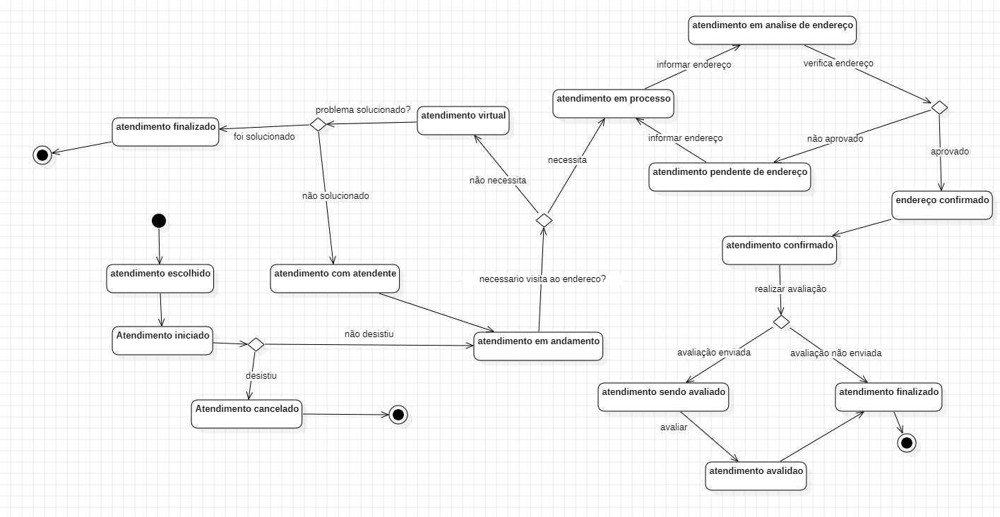 atendimento em analise de endereço
informar endereço
verifica endereço
atendimento em processo
problema solucionado?
atendimento virtual
atendimento finalizado
foi solucionado
informar endereço
não aprovado
aprovado
necessita
atendimento pendente de endereço
não necessita
não solucionado
endereço confirmado
atendimento confirmado
atendimento escolhido
atendimento com atendente
necessario visita ao endereco?
realizar avaliação
Atendimento iniciado
não desistiu
atendimento em andamento
avaliação enviada
avaliação não enviada
desistiu
atendimento sendo avaliado
atendimento finalizado
Atendimento cancelado
avaliar
atendimento avalidao